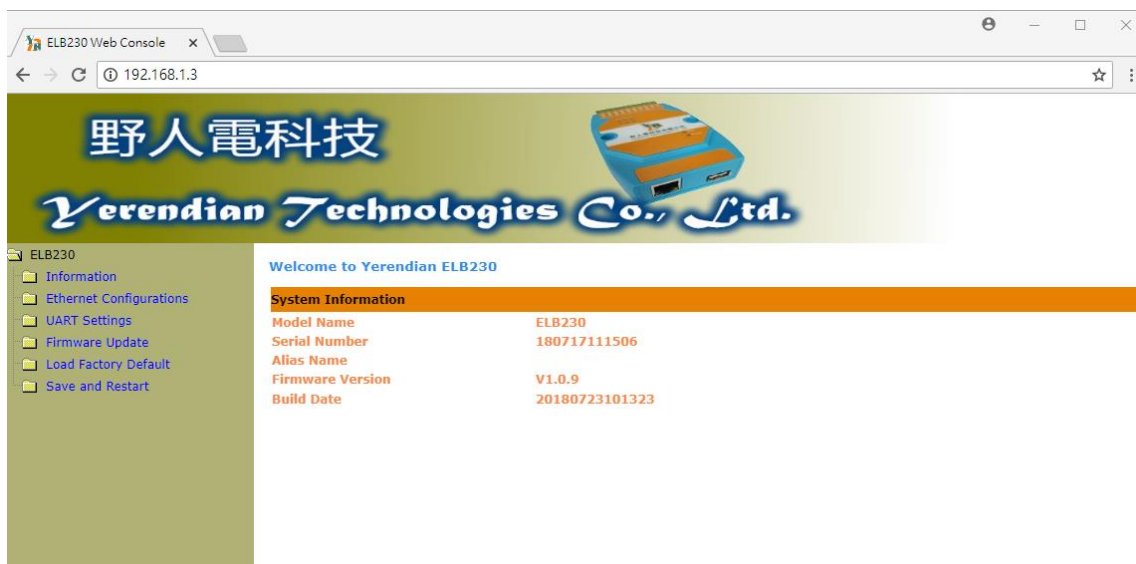 ELB230 Web Console
192.168.1.3
野人電科技
Yerendian Technologies Co., Ltd.
ELB230
Information
Ethernet Configurations
UART Settings
Firmware Update
Load Factory Default
Save and Restart
Welcome to Yerendian ELB230
System Information
Model Name ELB230
Serial Number 180717111506
Alias Name
Firmware Version V1.0.9
Build Date 20180723101323